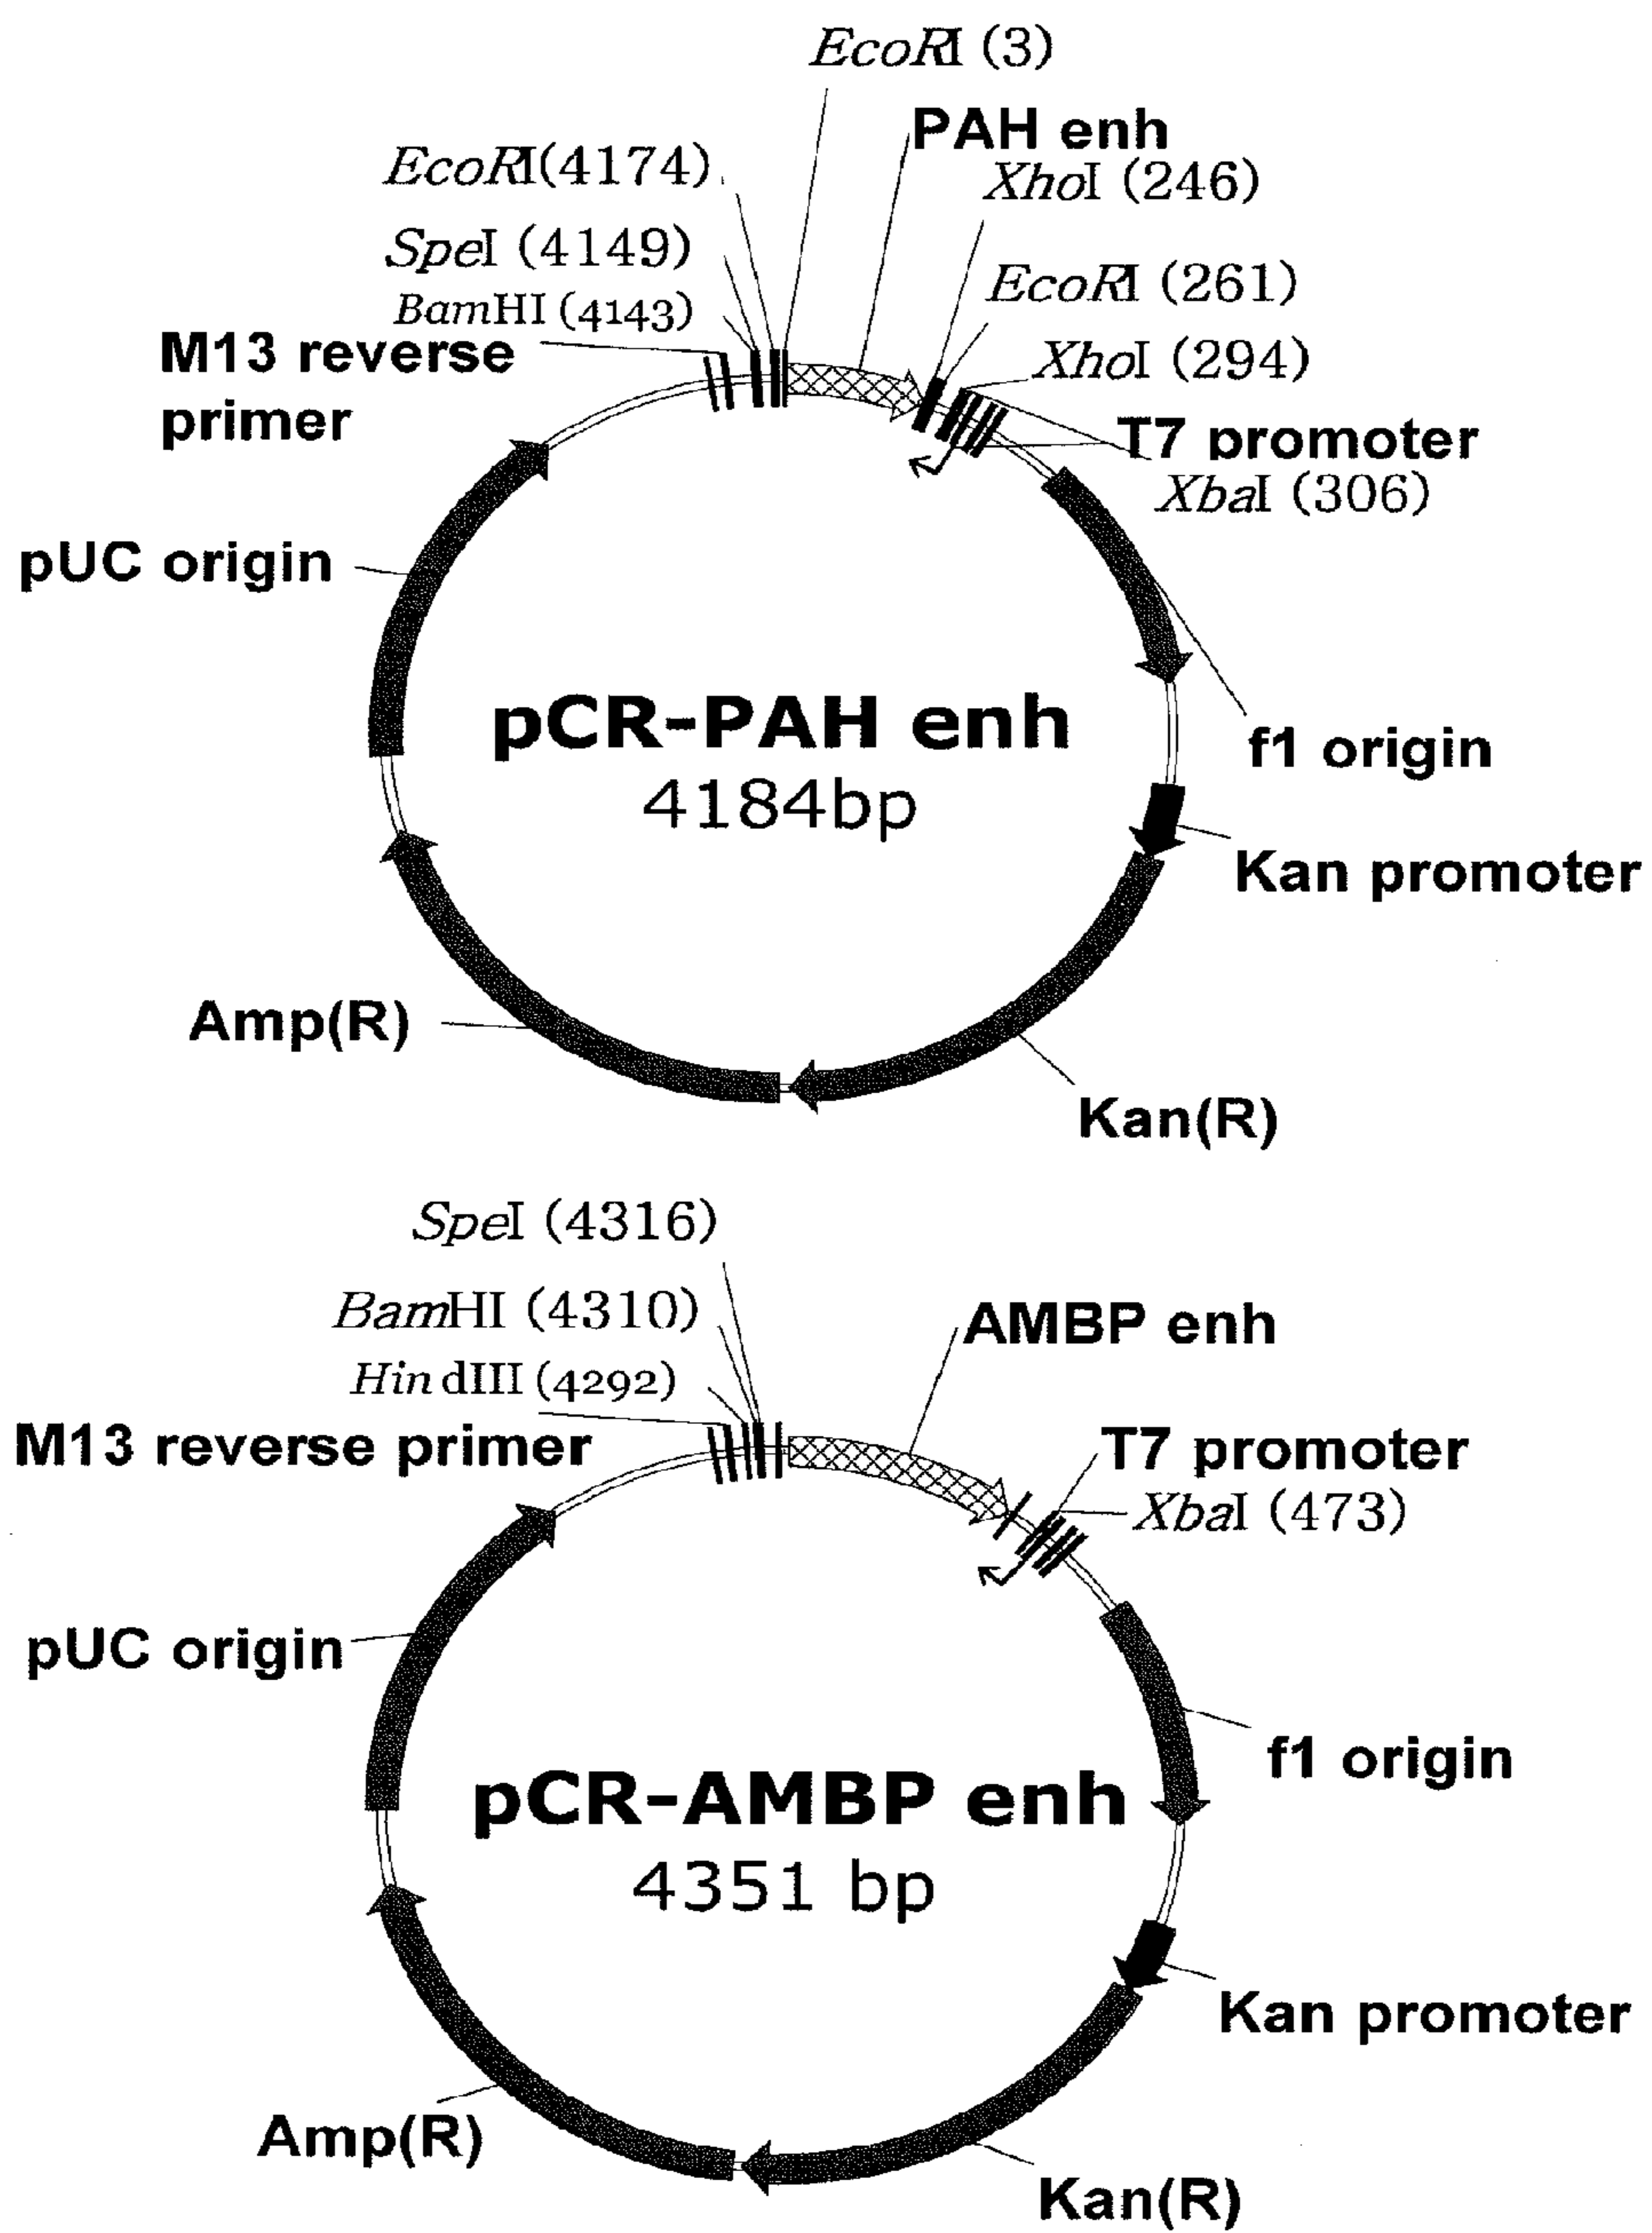 EcoRI (3)
PAH enh
EcoRI(4174)
XhoI (246)
SpeI (4149)
EcoRI (261)
BamHI (4143)
M13 reverse
primer
XhoI (294)
T7 promoter
XbaI (306)
pUC origin
pCR-PAH enh
4184bp
f1 origin
Kan promoter
Amp(R)
Kan(R)
SpeI (4316)
BamHI (4310)
AMBP enh
Hin dIII (4292)
M13 reverse primer
T7 promoter
XbaI (473)
pUC origin
f1 origin
pCR-AMBP enh
4351 bp
Kan promoter
Amp(R)
Kan(R)